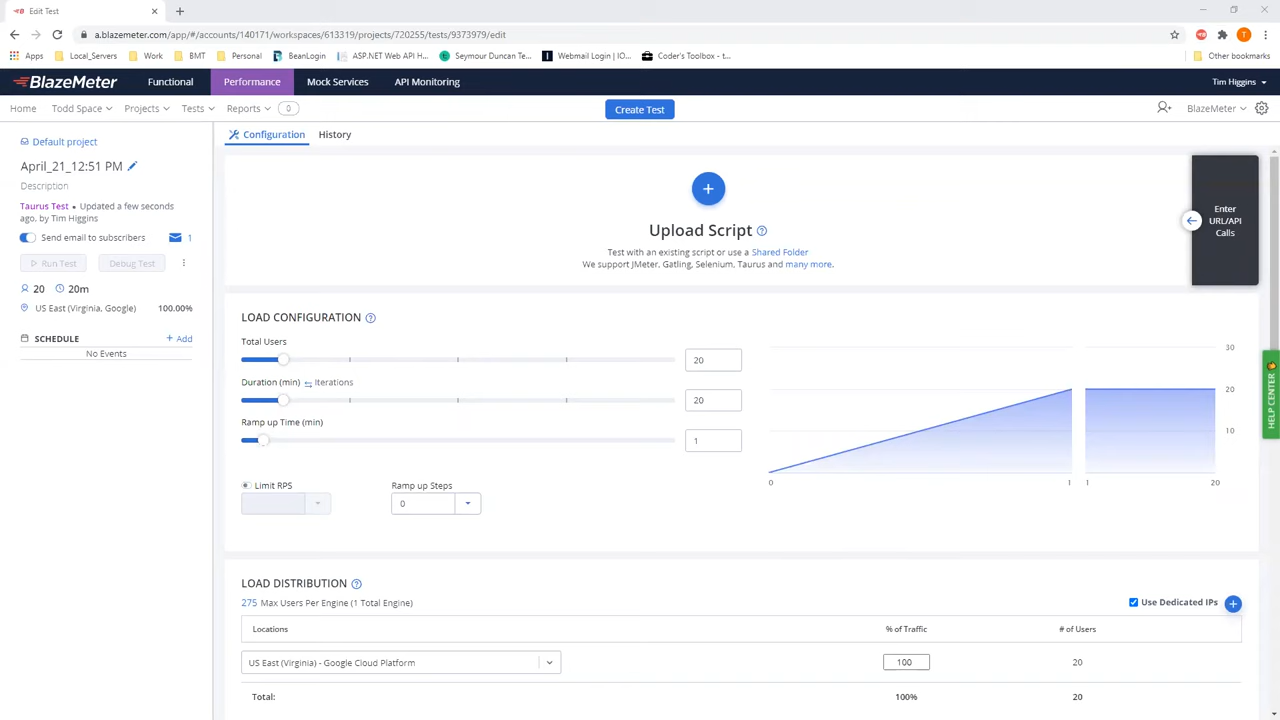 Edit Test
a.blazemeter.com/app/#/accounts/140171/workspaces/613319/projects/720255/tests/9373979/edit
Apps Local_Servers Work BMT Personal BeanLogin ASP.NET Web API H... Seymour Duncan Te... Webmail Login | IO... Coder's Toolbox - t... Other bookmarks
BlazeMeter Functional Performance Mock Services API Monitoring Tim Higgins
Home Todd Space Projects Tests Reports 0 Create Test BlazeMeter
Default project
April_21_12:51 PM
Description
Taurus Test • Updated a few seconds
ago, by Tim Higgins
Send email to subscribers 1
Run Test Debug Test
20 20m
US East (Virginia, Google) 100.00%
SCHEDULE + Add
No Events
Configuration History
Upload Script
Test with an existing script or use a Shared Folder
We support JMeter, Gatling, Selenium, Taurus and many more.
Enter
URL/API
Calls
LOAD CONFIGURATION
Total Users
20
Duration (min) Iterations
20
Ramp up Time (min)
1
Limit RPS Ramp up Steps
0
30
20
10
0 1 1 20
HELP CENTER
LOAD DISTRIBUTION
275 Max Users Per Engine (1 Total Engine) Use Dedicated IPs
Locations % of Traffic # of Users
US East (Virginia) - Google Cloud Platform 100 20
Total: 100% 20